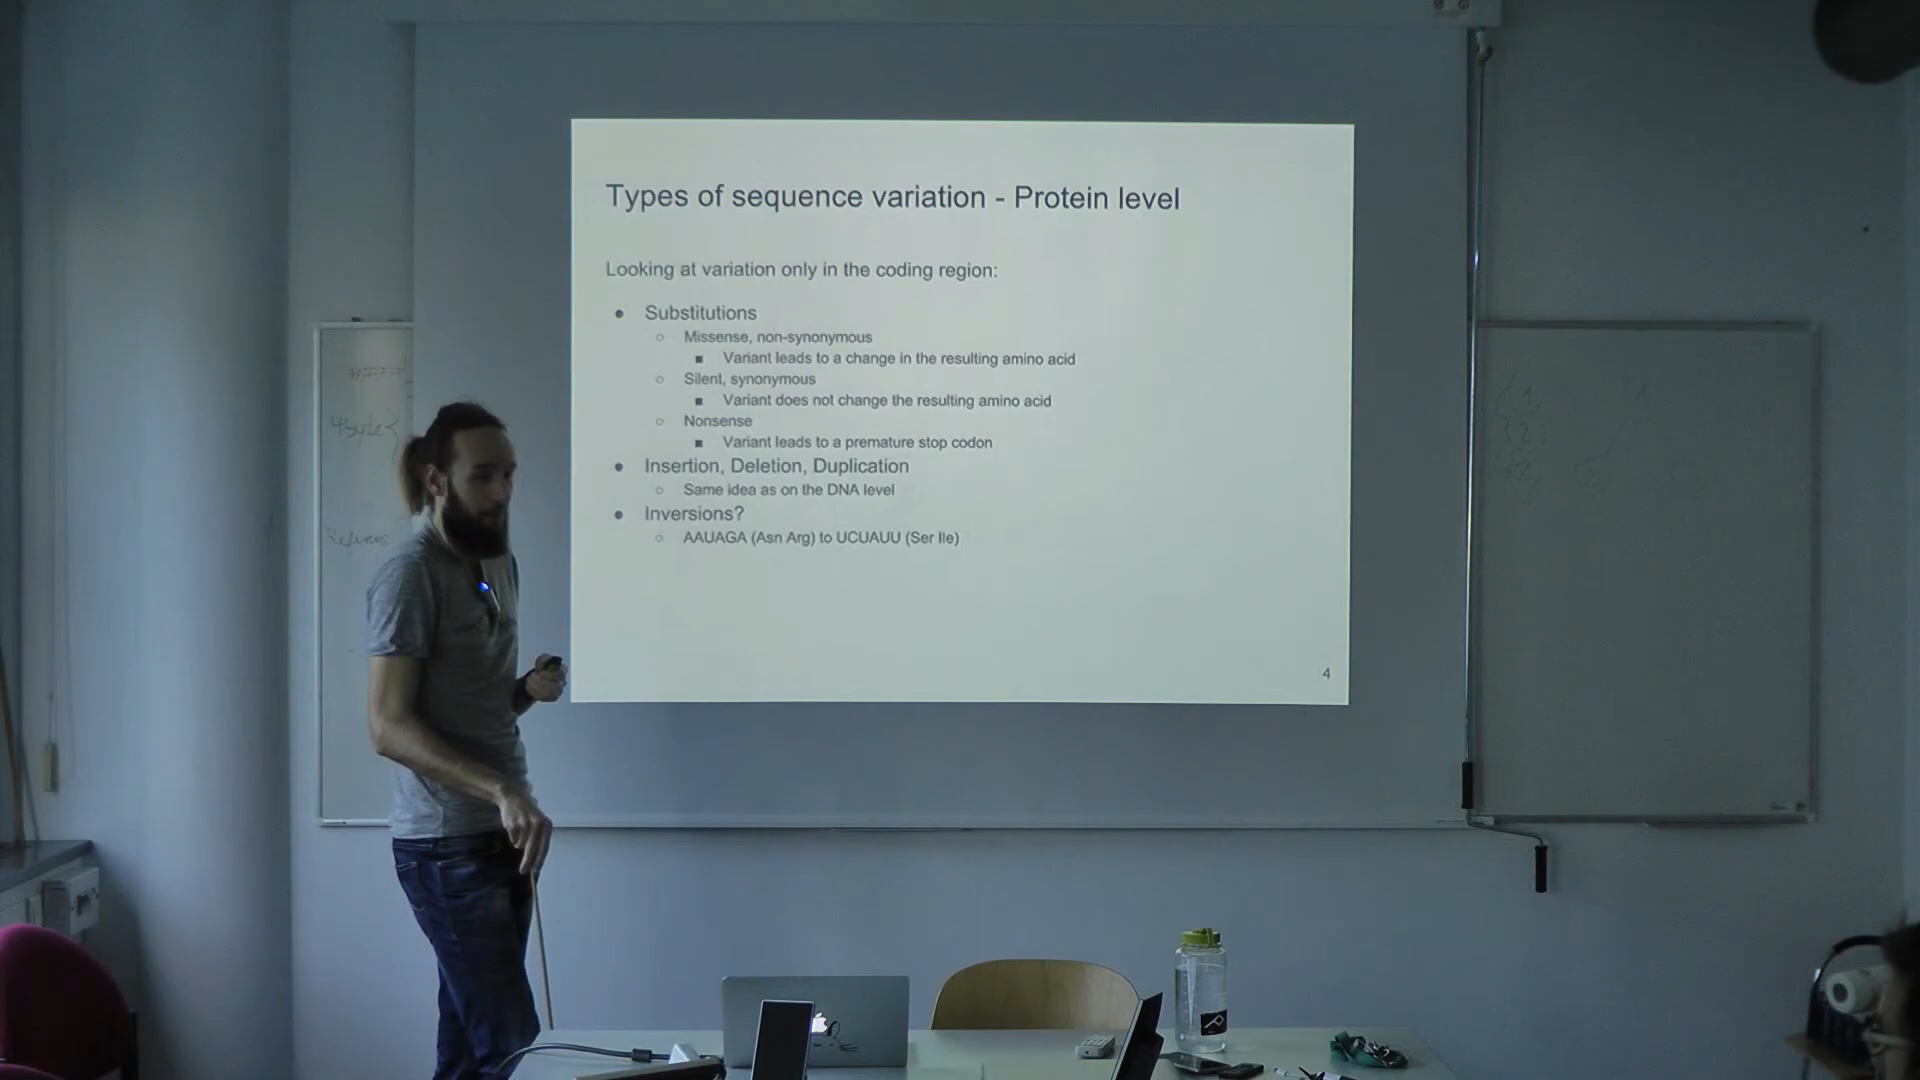 Types of sequence variation - Protein level
Looking at variation only in the coding region:
● Substitutions
○ Missense, non-synonymous
■ Variant leads to a change in the resulting amino acid
○ Silent, synonymous
■ Variant does not change the resulting amino acid
○ Nonsense
■ Variant leads to a premature stop codon
● Insertion, Deletion, Duplication
○ Same idea as on the DNA level
● Inversions?
○ AAUAGA (Asn Arg) to UCUAUU (Ser Ile)
4